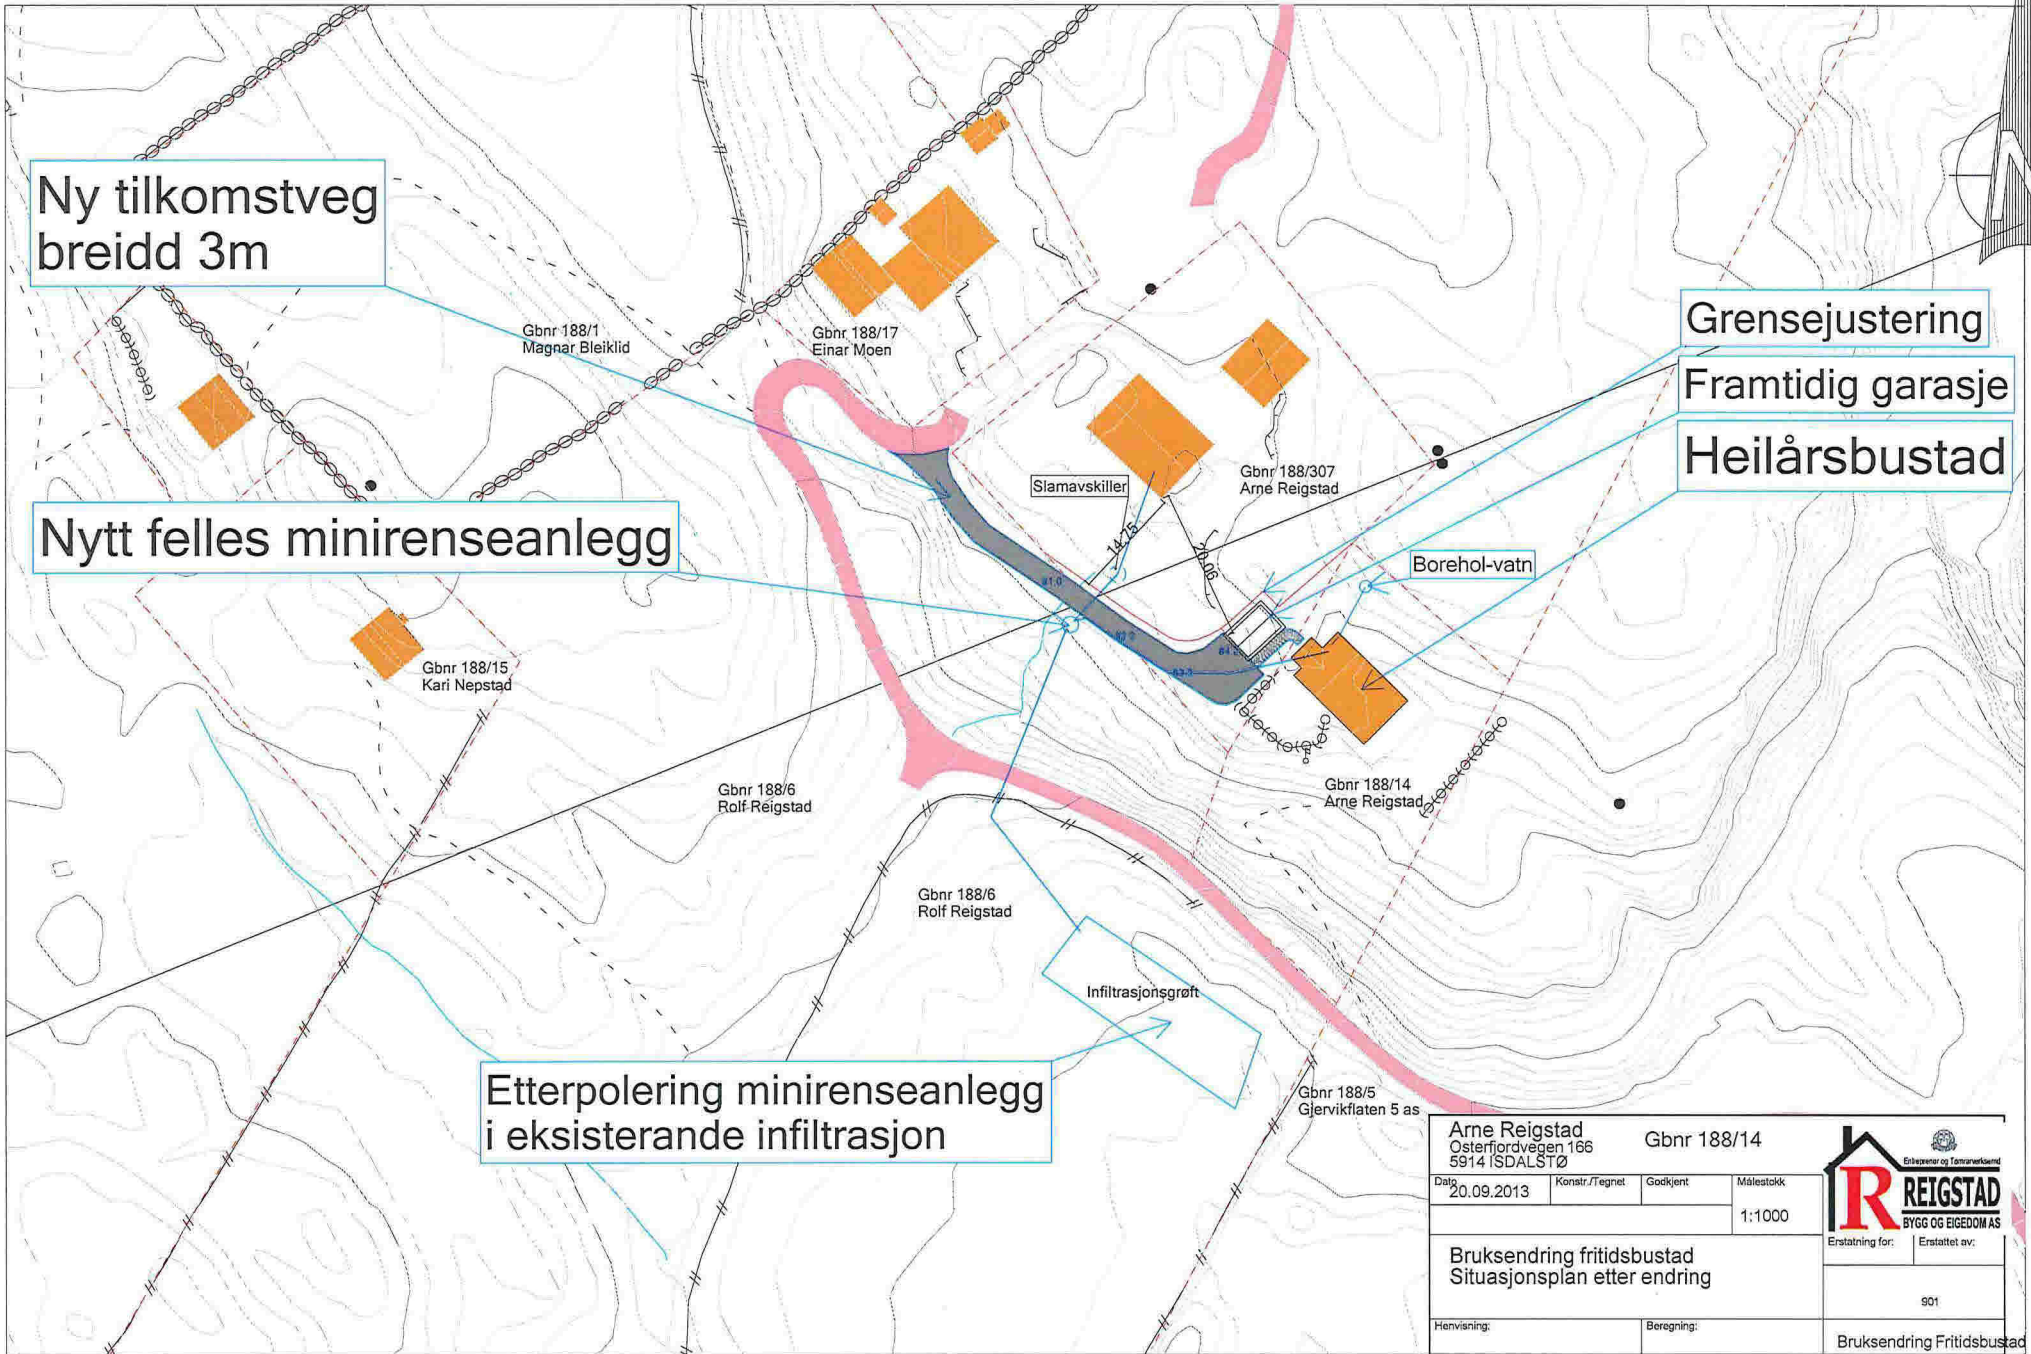 Ny tilkomstveg
breidd 3m
Gbnr 188/1
Magnar Bleiklid
Gbnr 188/17
Einar Moen
Grensejustering
Framtidig garasje
Heilårsbustad
Slamavskiller
Gbnr 188/307
Arne Reigstad
14.75
20.06
Nytt felles minirenseanlegg
Borehol-vatn
81.0
Gbnr 188/15
Kari Nepstad
Gbnr 188/6
Rolf Reigstad
Gbnr 188/14
Arne Reigstad
Gbnr 188/6
Rolf Reigstad
Infiltrasjonsgrøft
Etterpolering minirenseanlegg
i eksisterande infiltrasjon
Gbnr 188/5
Gjervikflaten 5 as
Arne Reigstad
Osterfjordvegen 166
5914 ISDALSTØ
Gbnr 188/14
Dato
20.09.2013
Konstr./Tegnet
Godkjent
Målestokk
1:1000
Entreprenør og Tømrarverksemd
REIGSTAD
BYGG OG EIGEDOM AS
Erstatning for:
Erstattet av:
Bruksendring fritidsbustad
Situasjonsplan etter endring
901
Henvisning:
Beregning:
Bruksendring Fritidsbustad